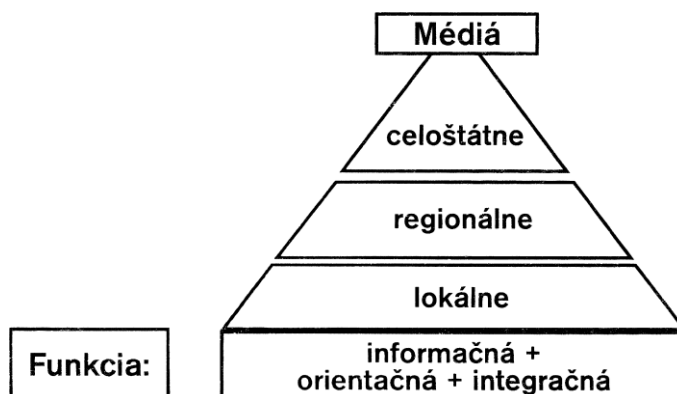 Médiá
celoštátne
regionálne
lokálne
Funkcia:
informačná +
orientačná + integračná